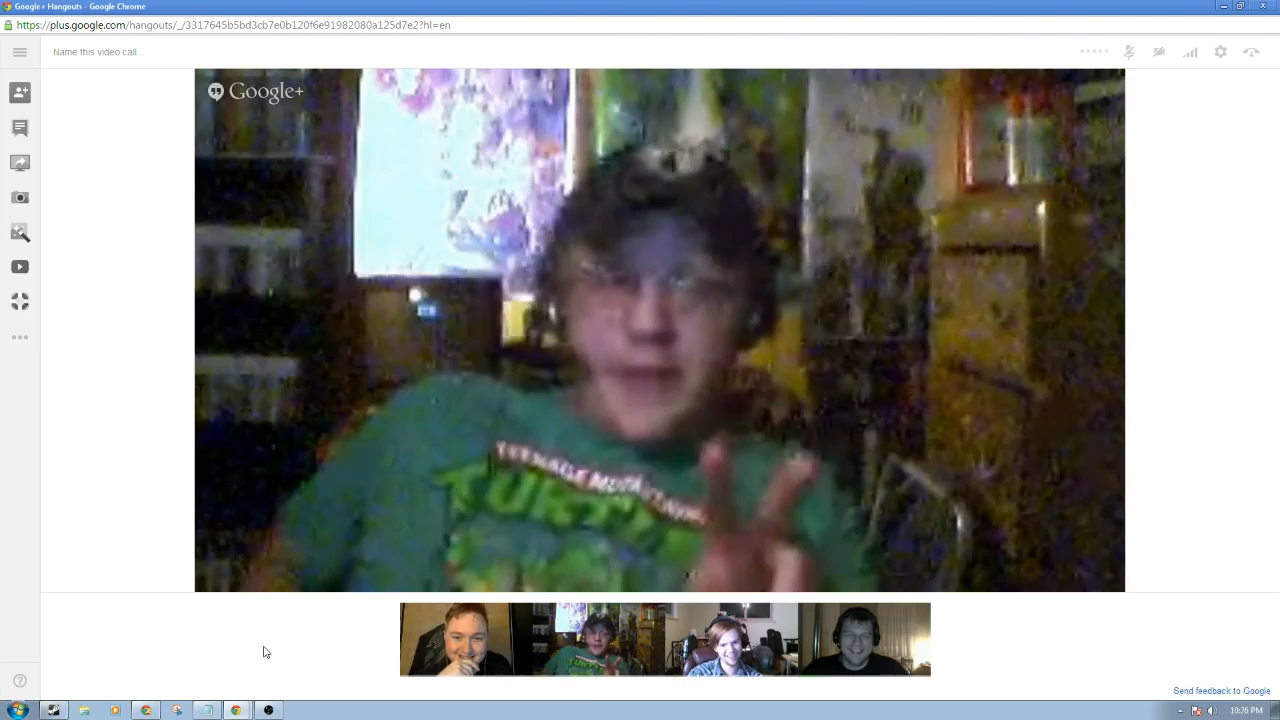 Google+ Hangouts - Google Chrome
https://plus.google.com/hangouts/_/3317645b5bd3cb7e0b120f6e91982080a125d7e2?hl=en
Name this video call...
Google+
TEENAGE MUTANT NINJA
TURTLES
Send feedback to Google
10:26 PM